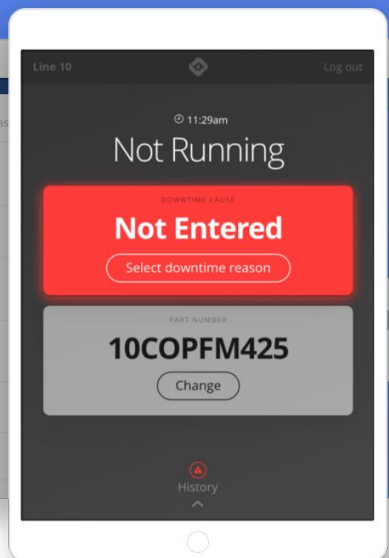 Line 10
Log out
11:29am
Not Running
DOWNTIME CAUSE
Not Entered
Select downtime reason
PART NUMBER
10COPFM425
Change
History